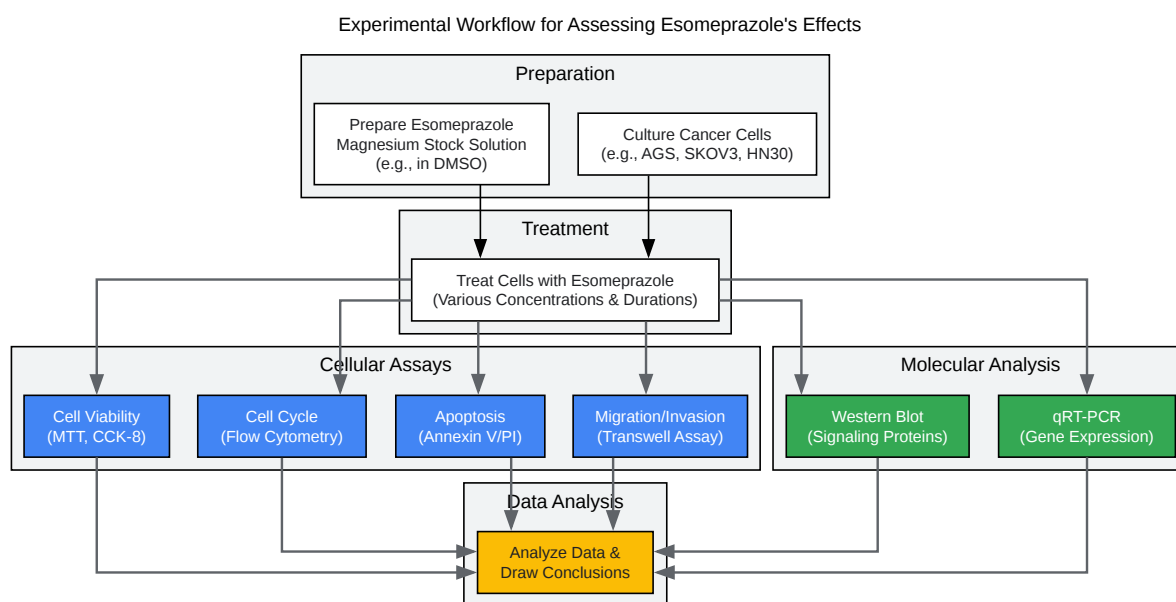 Experimental Workflow for Assessing Esomeprazole's Effects
Preparation
Prepare Esomeprazole
Magnesium Stock Solution
(e.g., in DMSO)
Culture Cancer Cells
(e.g., AGS, SKOV3, HN30)
Treatment
Treat Cells with Esomeprazole
(Various Concentrations & Durations)
Cellular Assays
Cell Viability
(MTT, CCK-8)
Cell Cycle
(Flow Cytometry)
Apoptosis
(Annexin V/PI)
Migration/Invasion
(Transwell Assay)
Molecular Analysis
Western Blot
(Signaling Proteins)
qRT-PCR
(Gene Expression)
Data Analysis
Analyze Data &
Draw Conclusions